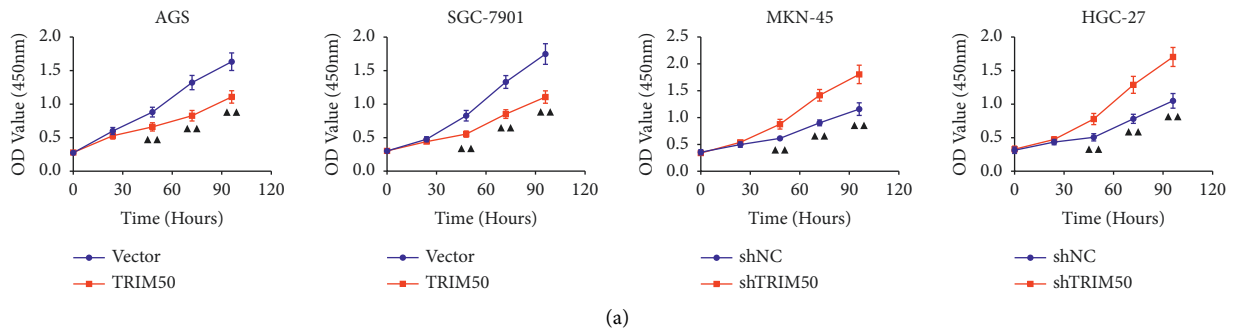 AGS
OD Value (450nm)
2.0
1.5
1.0
0.5
0.0
0
30
60
90
120
▲▲
▲▲
▲▲
Time (Hours)
Vector
TRIM50
SGC-7901
OD Value (450nm)
2.0
1.5
1.0
0.5
0.0
0
30
60
90
120
▲▲
▲▲
▲▲
Time (Hours)
Vector
TRIM50
MKN-45
OD Value (450nm)
2.5
2.0
1.5
1.0
0.5
0.0
0
30
60
90
120
▲▲
▲▲
▲▲
Time (Hours)
shNC
shTRIM50
HGC-27
OD Value (450nm)
2.0
1.5
1.0
0.5
0.0
0
30
60
90
120
▲▲
▲▲
▲▲
Time (Hours)
shNC
shTRIM50
(a)